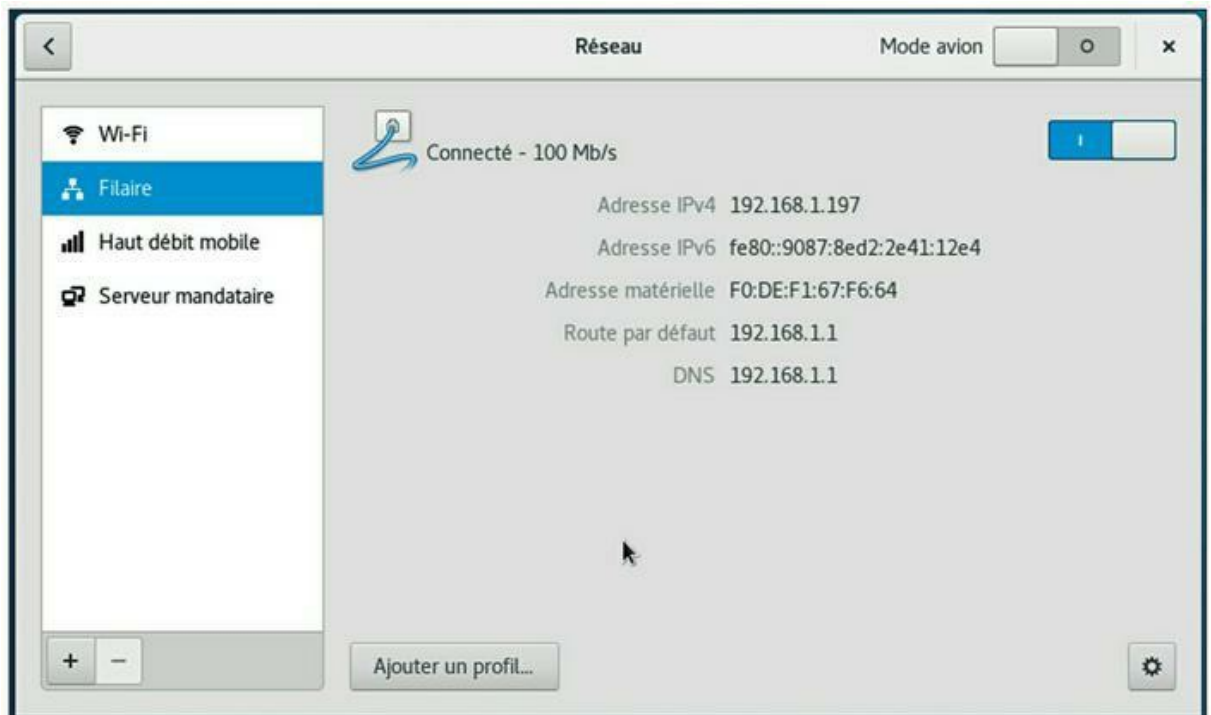 Réseau
Mode avion
Wi-Fi
Filaire
Haut débit mobile
Serveur mandataire
Connecté - 100 Mb/s
Adresse IPv4 192.168.1.197
Adresse IPv6 fe80::9087:8ed2:2e41:12e4
Adresse matérielle F0:DE:F1:67:F6:64
Route par défaut 192.168.1.1
DNS 192.168.1.1
Ajouter un profil...